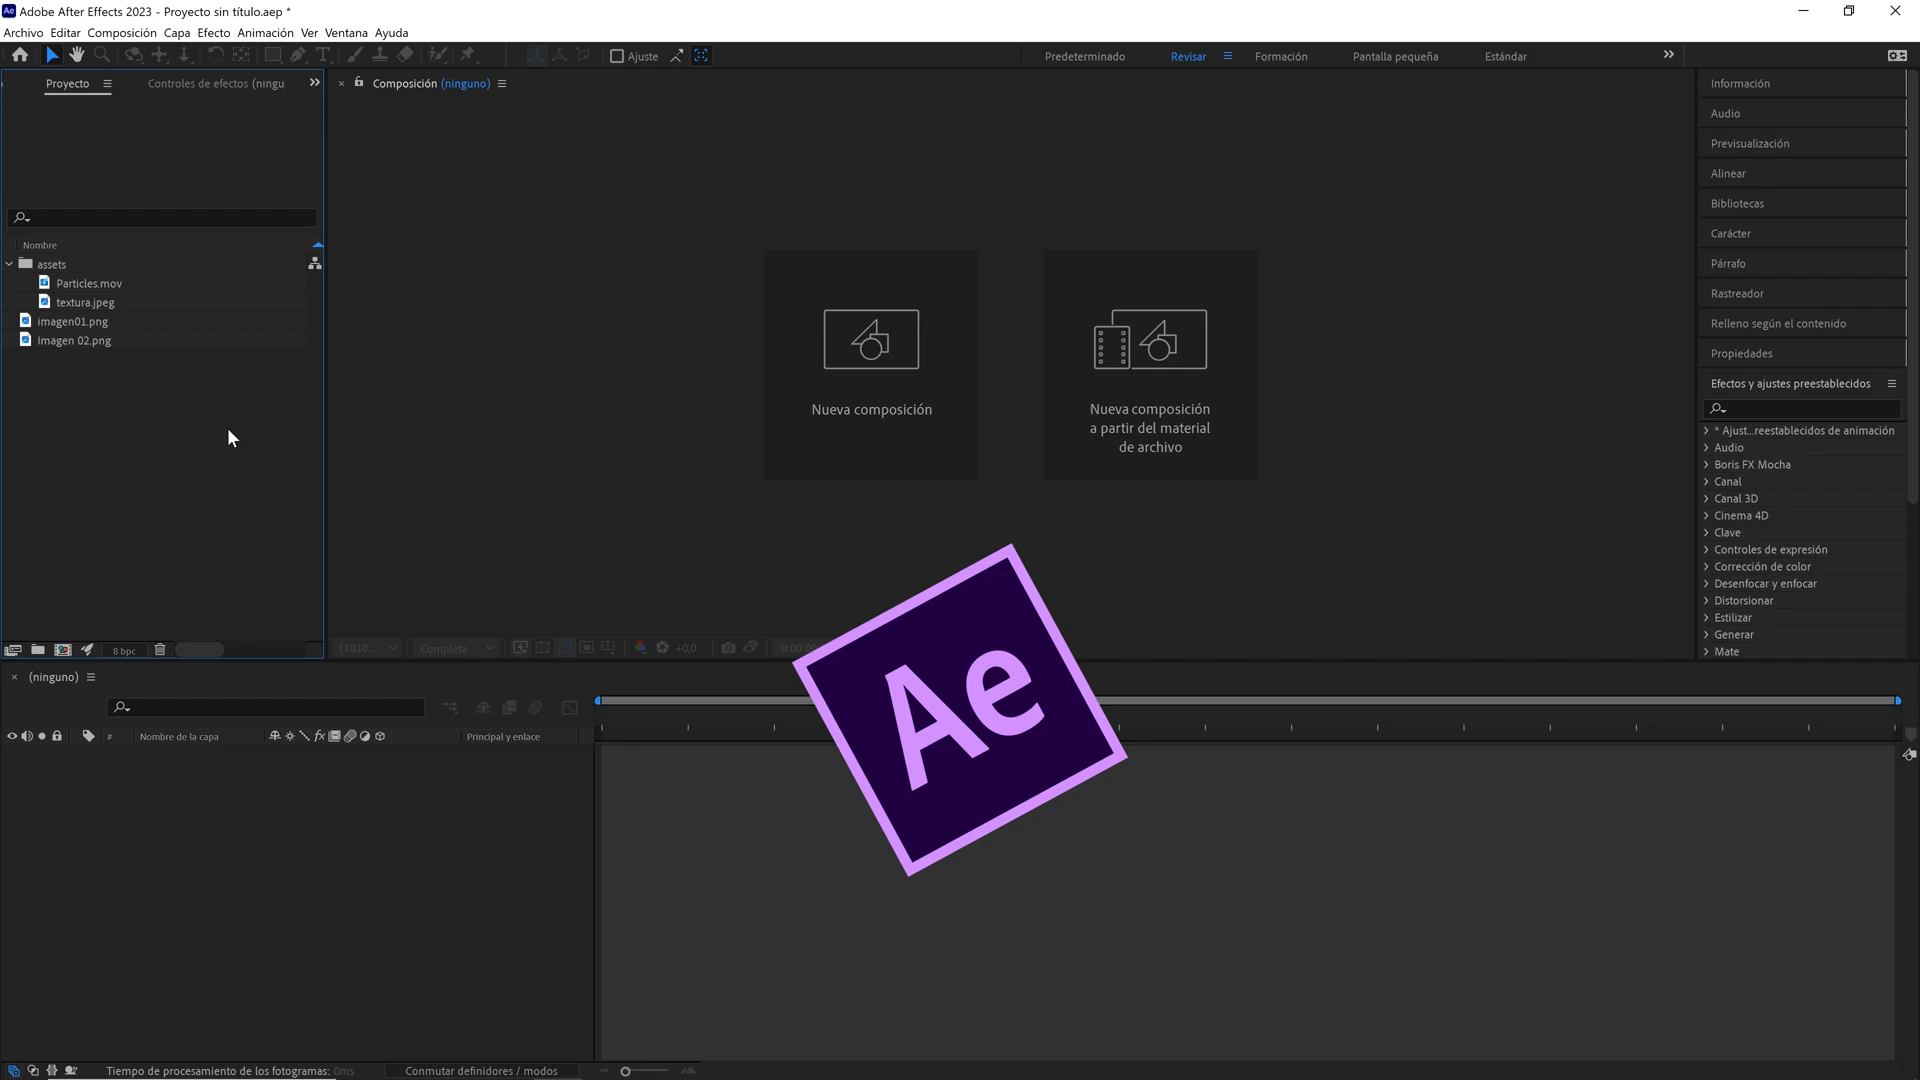 Adobe After Effects 2023 - Proyecto sin título.aep *
Archivo Editar Composición Capa Efecto Animación Ver Ventana Ayuda
Ajuste
Predeterminado Revisar Formación Pantalla pequeña Estándar
Proyecto Controles de efectos (ningu
Composición (ninguno)
Nombre
assets
Particles.mov
textura.jpeg
imagen01.png
Imagen 02.png
8 bpc
Nueva composición
Nueva composición
a partir del material
de archivo
(1010... Completa +0,0 0:00:00
Información
Audio
Previsualización
Alinear
Bibliotecas
Carácter
Párrafo
Rastreador
Relleno según el contenido
Propiedades
Efectos y ajustes preestablecidos
* Ajust...reestablecidos de animación
Audio
Boris FX Mocha
Canal
Canal 3D
Cinema 4D
Clave
Controles de expresión
Corrección de color
Desenfocar y enfocar
Distorsionar
Estilizar
Generar
Mate
Ae
(ninguno)
# Nombre de la capa fx Principal y enlace
Tiempo de procesamiento de los fotogramas: 0ms Conmutar definidores / modos